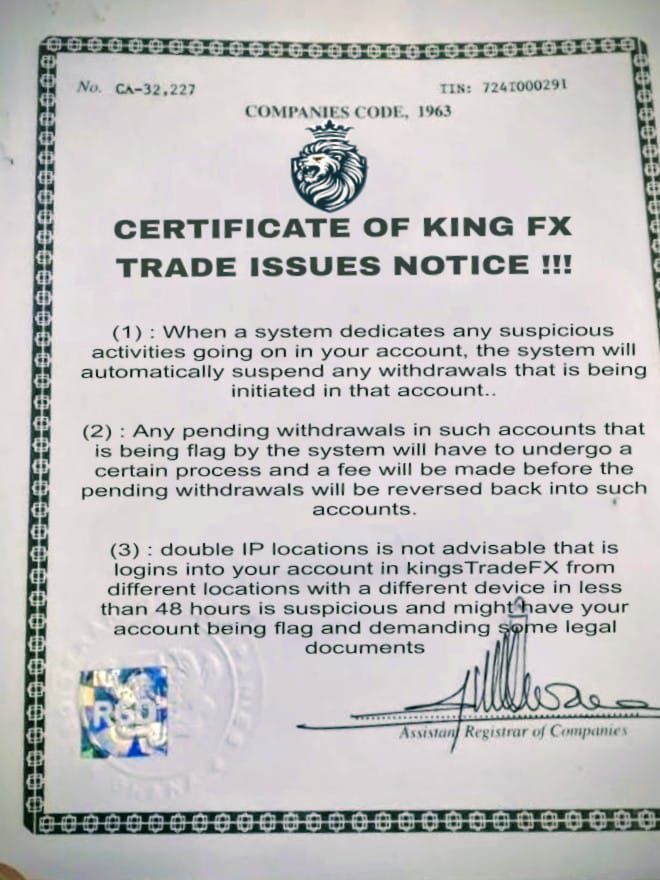 No. CA-32,227
TIN: 724I000291
COMPANIES CODE, 1963
CERTIFICATE OF KING FX
TRADE ISSUES NOTICE !!!
(1) : When a system dedicates any suspicious
activities going on in your account, the system will
automatically suspend any withdrawals that is being
initiated in that account..
(2) : Any pending withdrawals in such accounts that
is being flag by the system will have to undergo a
certain process and a fee will be made before the
pending withdrawals will be reversed back into such
accounts.
(3) : double IP locations is not advisable that is
logins into your account in kingsTradeFX from
different locations with a different device in less
than 48 hours is suspicious and might have your
account being flag and demanding some legal
documents
RGD
Assistant Registrar of Companies
GHANA